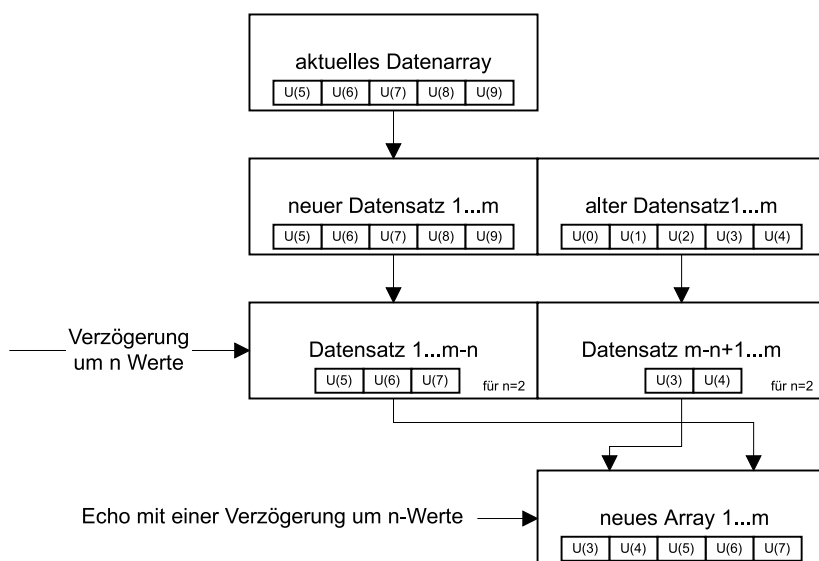 aktuelles Datenarray
U(5) U(6) U(7) U(8) U(9)
neuer Datensatz 1...m
U(5) U(6) U(7) U(8) U(9)
alter Datensatz1...m
U(0) U(1) U(2) U(3) U(4)
Verzögerung
um n Werte
Datensatz 1...m-n
U(5) U(6) U(7)
für n=2
Datensatz m-n+1...m
U(3) U(4)
für n=2
Echo mit einer Verzögerung um n-Werte
neues Array 1...m
U(3) U(4) U(5) U(6) U(7)